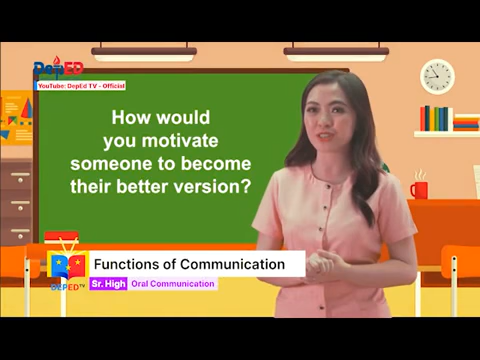 DepED
YouTube: DepEd TV - Official
How would
you motivate
someone to become
their better version?
Functions of Communication
Sr. High Oral Communication
DEPED TV